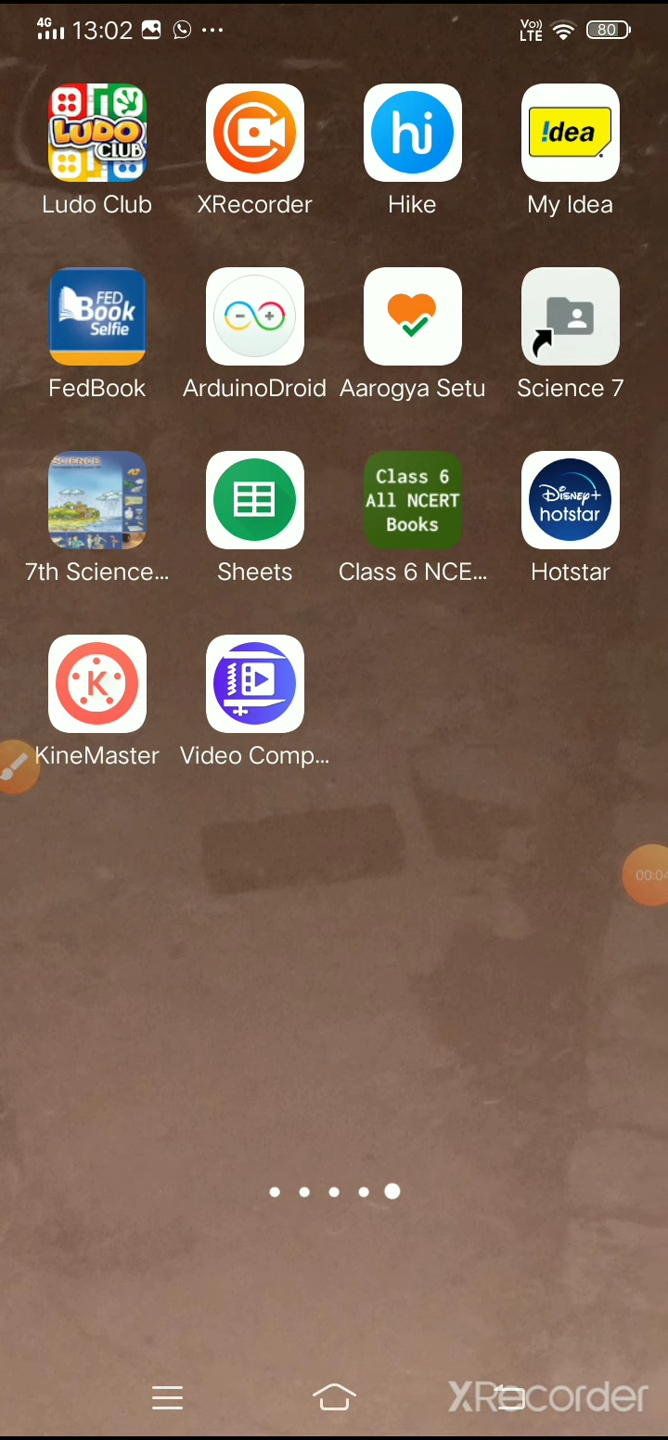 4G 13:02 ... Vo)) LTE 80
LUDO CLUB
hi
!dea
Ludo Club
XRecorder
Hike
My Idea
FED Book Selfie
FedBook
ArduinoDroid
Aarogya Setu
Science 7
SCIENCE
Class 6
All NCERT
Books
Disney+
hotstar
7th Science...
Sheets
Class 6 NCE...
Hotstar
K
KineMaster
Video Comp...
00:04
XRecorder